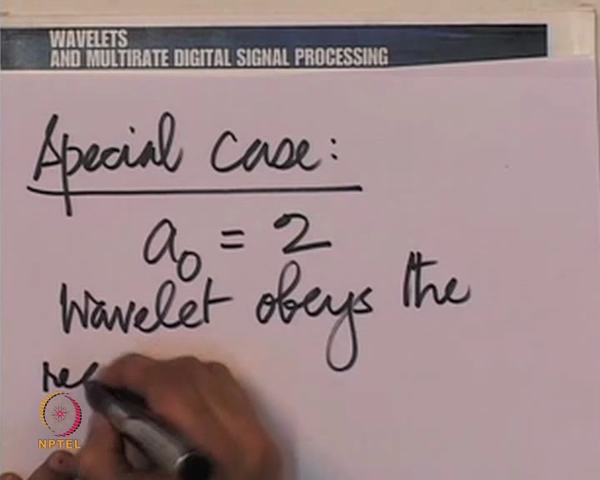 WAVELETS
AND MULTIRATE DIGITAL SIGNAL PROCESSING
Special case:
a₀ = 2
Wavelet obeys the
NPTEL